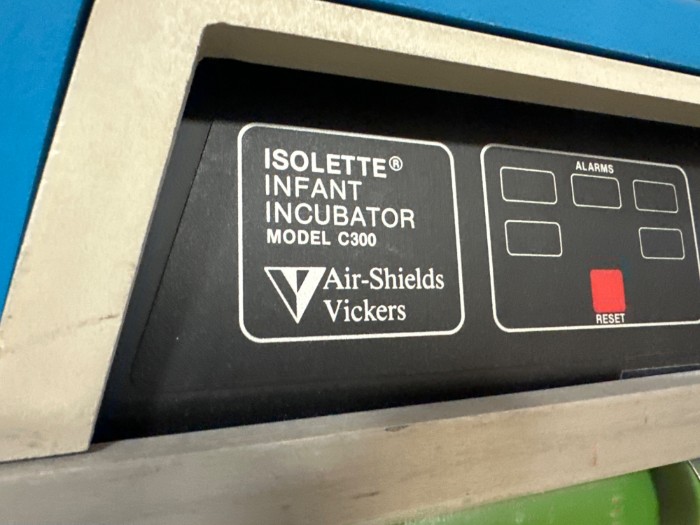 ISOLETTE®
INFANT
INCUBATOR
MODEL C300
Air-Shields
Vickers
ALARMS
RESET